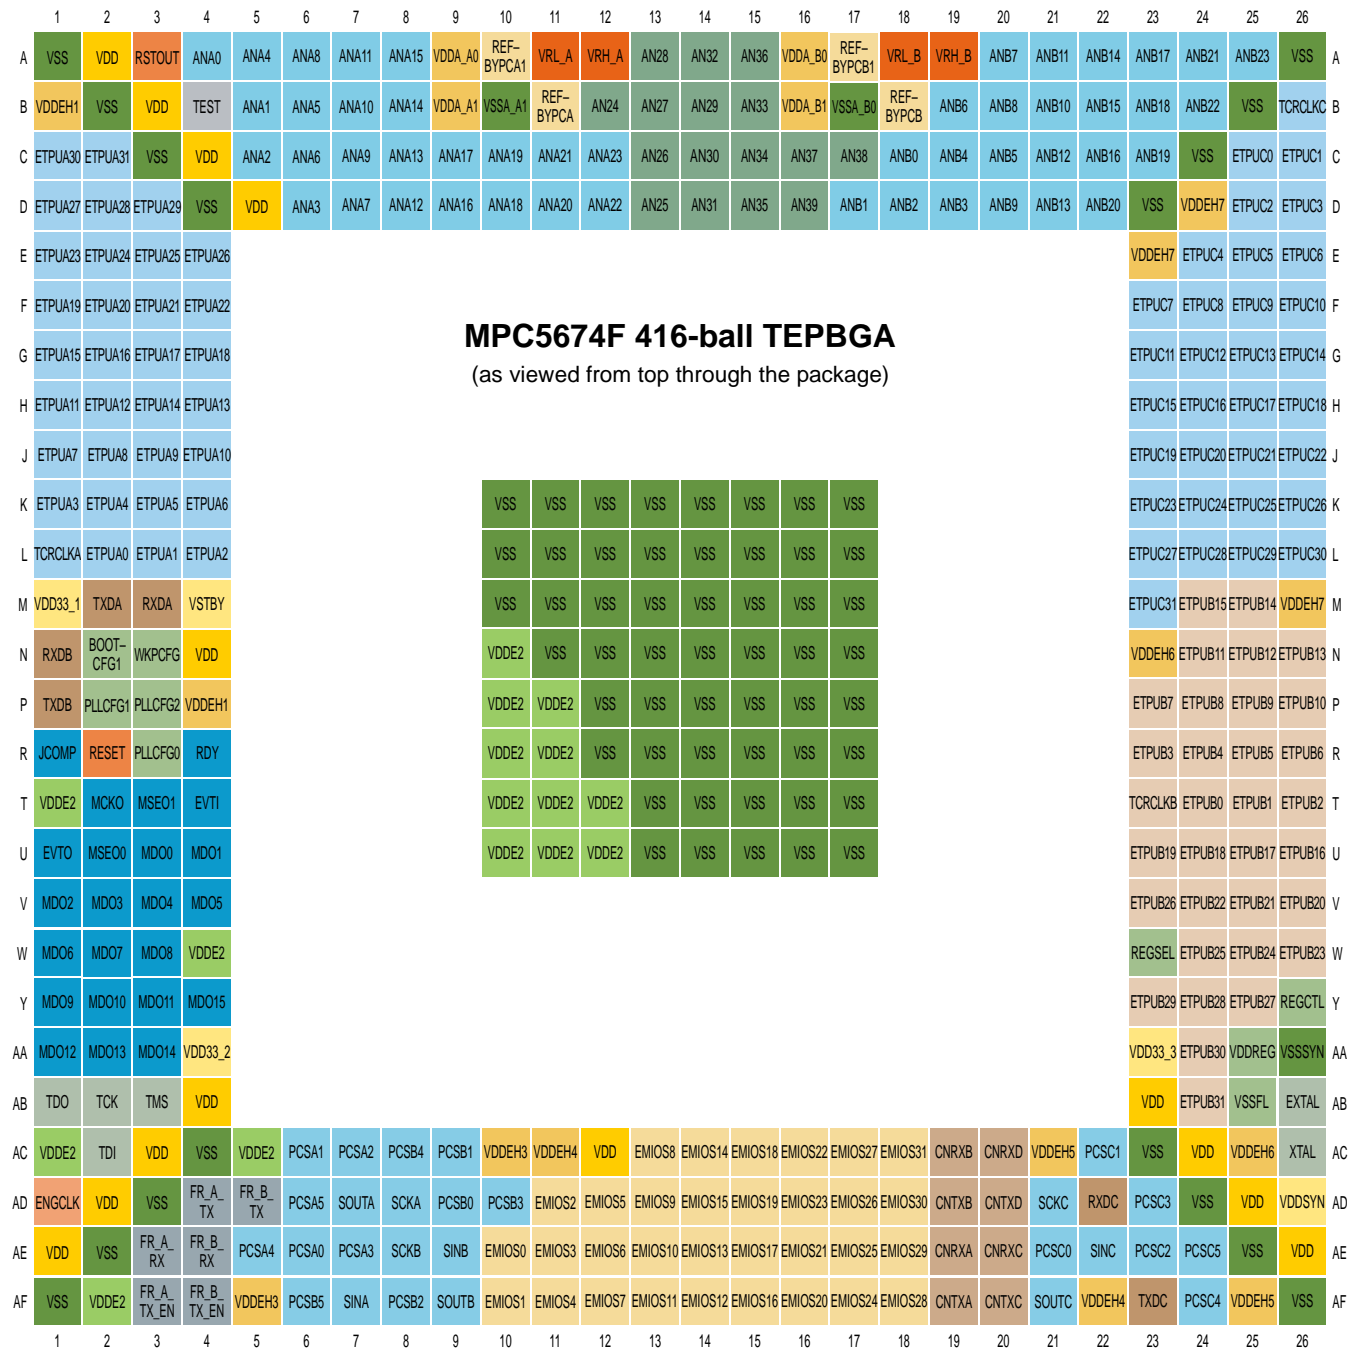 1 2 3 4 5 6 7 8 9 10 11 12 13 14 15 16 17 18 19 20 21 22 23 24 25 26
A VSS VDD RSTOUT ANA0 ANA4 ANA8 ANA11 ANA15 VDDA_A0 REF–BYPCA1 VRL_A VRH_A AN28 AN32 AN36 VDDA_B0 REF–BYPCB1 VRL_B VRH_B ANB7 ANB11 ANB14 ANB17 ANB21 ANB23 VSS A
B VDDEH1 VSS VDD TEST ANA1 ANA5 ANA10 ANA14 VDDA_A1 VSSA_A1 REF–BYPCA AN24 AN27 AN29 AN33 VDDA_B1 VSSA_B0 REF–BYPCB ANB6 ANB8 ANB10 ANB15 ANB18 ANB22 VSS TCRCLKC B
C ETPUA30 ETPUA31 VSS VDD ANA2 ANA6 ANA9 ANA13 ANA17 ANA19 ANA21 ANA23 AN26 AN30 AN34 AN37 AN38 ANB0 ANB4 ANB5 ANB12 ANB16 ANB19 VSS ETPUC0 ETPUC1 C
D ETPUA27 ETPUA28 ETPUA29 VSS VDD ANA3 ANA7 ANA12 ANA16 ANA18 ANA20 ANA22 AN25 AN31 AN35 AN39 ANB1 ANB2 ANB3 ANB9 ANB13 ANB20 VSS VDDEH7 ETPUC2 ETPUC3 D
E ETPUA23 ETPUA24 ETPUA25 ETPUA26 VDDEH7 ETPUC4 ETPUC5 ETPUC6 E
F ETPUA19 ETPUA20 ETPUA21 ETPUA22 ETPUC7 ETPUC8 ETPUC9 ETPUC10 F
MPC5674F 416-ball TEPBGA
G ETPUA15 ETPUA16 ETPUA17 ETPUA18 ETPUC11 ETPUC12 ETPUC13 ETPUC14 G
(as viewed from top through the package)
H ETPUA11 ETPUA12 ETPUA14 ETPUA13 ETPUC15 ETPUC16 ETPUC17 ETPUC18 H
J ETPUA7 ETPUA8 ETPUA9 ETPUA10 ETPUC19 ETPUC20 ETPUC21 ETPUC22 J
K ETPUA3 ETPUA4 ETPUA5 ETPUA6 VSS VSS VSS VSS VSS VSS VSS VSS ETPUC23 ETPUC24 ETPUC25 ETPUC26 K
L TCRCLKA ETPUA0 ETPUA1 ETPUA2 VSS VSS VSS VSS VSS VSS VSS VSS ETPUC27 ETPUC28 ETPUC29 ETPUC30 L
M VDD33_1 TXDA RXDA VSTBY VSS VSS VSS VSS VSS VSS VSS VSS ETPUC31 ETPUB15 ETPUB14 VDDEH7 M
N RXDB BOOT–CFG1 WKPCFG VDD VDDE2 VSS VSS VSS VSS VSS VSS VSS VDDEH6 ETPUB11 ETPUB12 ETPUB13 N
P TXDB PLLCFG1 PLLCFG2 VDDEH1 VDDE2 VDDE2 VSS VSS VSS VSS VSS VSS ETPUB7 ETPUB8 ETPUB9 ETPUB10 P
R JCOMP RESET PLLCFG0 RDY VDDE2 VDDE2 VSS VSS VSS VSS VSS VSS ETPUB3 ETPUB4 ETPUB5 ETPUB6 R
T VDDE2 MCKO MSEO1 EVTI VDDE2 VDDE2 VDDE2 VSS VSS VSS VSS VSS TCRCLKB ETPUB0 ETPUB1 ETPUB2 T
U EVTO MSEO0 MDO0 MDO1 VDDE2 VDDE2 VDDE2 VSS VSS VSS VSS VSS ETPUB19 ETPUB18 ETPUB17 ETPUB16 U
V MDO2 MDO3 MDO4 MDO5 ETPUB26 ETPUB22 ETPUB21 ETPUB20 V
W MDO6 MDO7 MDO8 VDDE2 REGSEL ETPUB25 ETPUB24 ETPUB23 W
Y MDO9 MDO10 MDO11 MDO15 ETPUB29 ETPUB28 ETPUB27 REGCTL Y
AA MDO12 MDO13 MDO14 VDD33_2 VDD33_3 ETPUB30 VDDREG VSSSYN AA
AB TDO TCK TMS VDD VDD ETPUB31 VSSFL EXTAL AB
AC VDDE2 TDI VDD VSS VDDE2 PCSA1 PCSA2 PCSB4 PCSB1 VDDEH3 VDDEH4 VDD EMIOS8 EMIOS14 EMIOS18 EMIOS22 EMIOS27 EMIOS31 CNRXB CNRXD VDDEH5 PCSC1 VSS VDD VDDEH6 XTAL AC
AD ENGCLK VDD VSS FR_A_TX FR_B_TX PCSA5 SOUTA SCKA PCSB0 PCSB3 EMIOS2 EMIOS5 EMIOS9 EMIOS15 EMIOS19 EMIOS23 EMIOS26 EMIOS30 CNTXB CNTXD SCKC RXDC PCSC3 VSS VDD VDDSYN AD
AE VDD VSS FR_A_RX FR_B_RX PCSA4 PCSA0 PCSA3 SCKB SINB EMIOS0 EMIOS3 EMIOS6 EMIOS10 EMIOS13 EMIOS17 EMIOS21 EMIOS25 EMIOS29 CNRXA CNRXC PCSC0 SINC PCSC2 PCSC5 VSS VDD AE
AF VSS VDDE2 FR_A_TX_EN FR_B_TX_EN VDDEH3 PCSB5 SINA PCSB2 SOUTB EMIOS1 EMIOS4 EMIOS7 EMIOS11 EMIOS12 EMIOS16 EMIOS20 EMIOS24 EMIOS28 CNTXA CNTXC SOUTC VDDEH4 TXDC PCSC4 VDDEH5 VSS AF
1 2 3 4 5 6 7 8 9 10 11 12 13 14 15 16 17 18 19 20 21 22 23 24 25 26